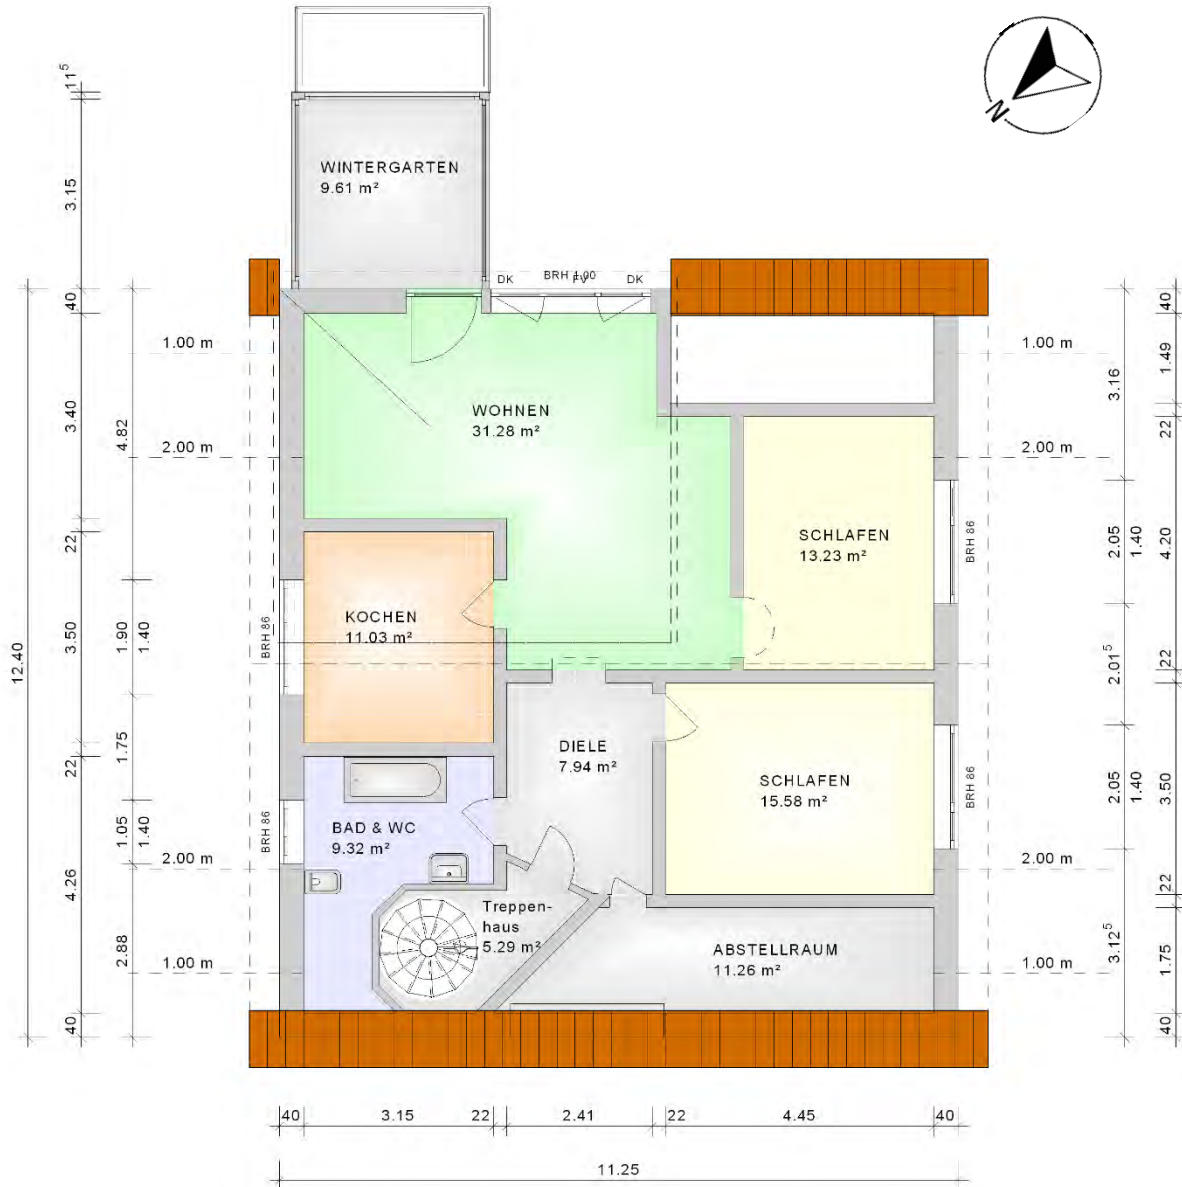 N
WINTERGARTEN
9.61 m²
DK
BRH 1.00
FV
DK
WOHNEN
31.28 m²
SCHLAFEN
13.23 m²
KOCHEN
11.03 m²
DIELE
7.94 m²
SCHLAFEN
15.58 m²
BAD & WC
9.32 m²
Treppen-
haus
5.29 m²
ABSTELLRAUM
11.26 m²
BRH 86
BRH 86
BRH 86
BRH 86
1.00 m
2.00 m
2.00 m
1.00 m
1.00 m
2.00 m
2.00 m
1.00 m
12.40
11⁵
3.15
40
3.40
22
3.50
22
4.26
40
4.82
1.90
1.40
1.75
1.05
1.40
2.88
3.16
2.05
1.40
2.01⁵
2.05
1.40
3.12⁵
40
1.49
22
4.20
22
3.50
22
1.75
40
40
3.15
22
2.41
22
4.45
40
11.25